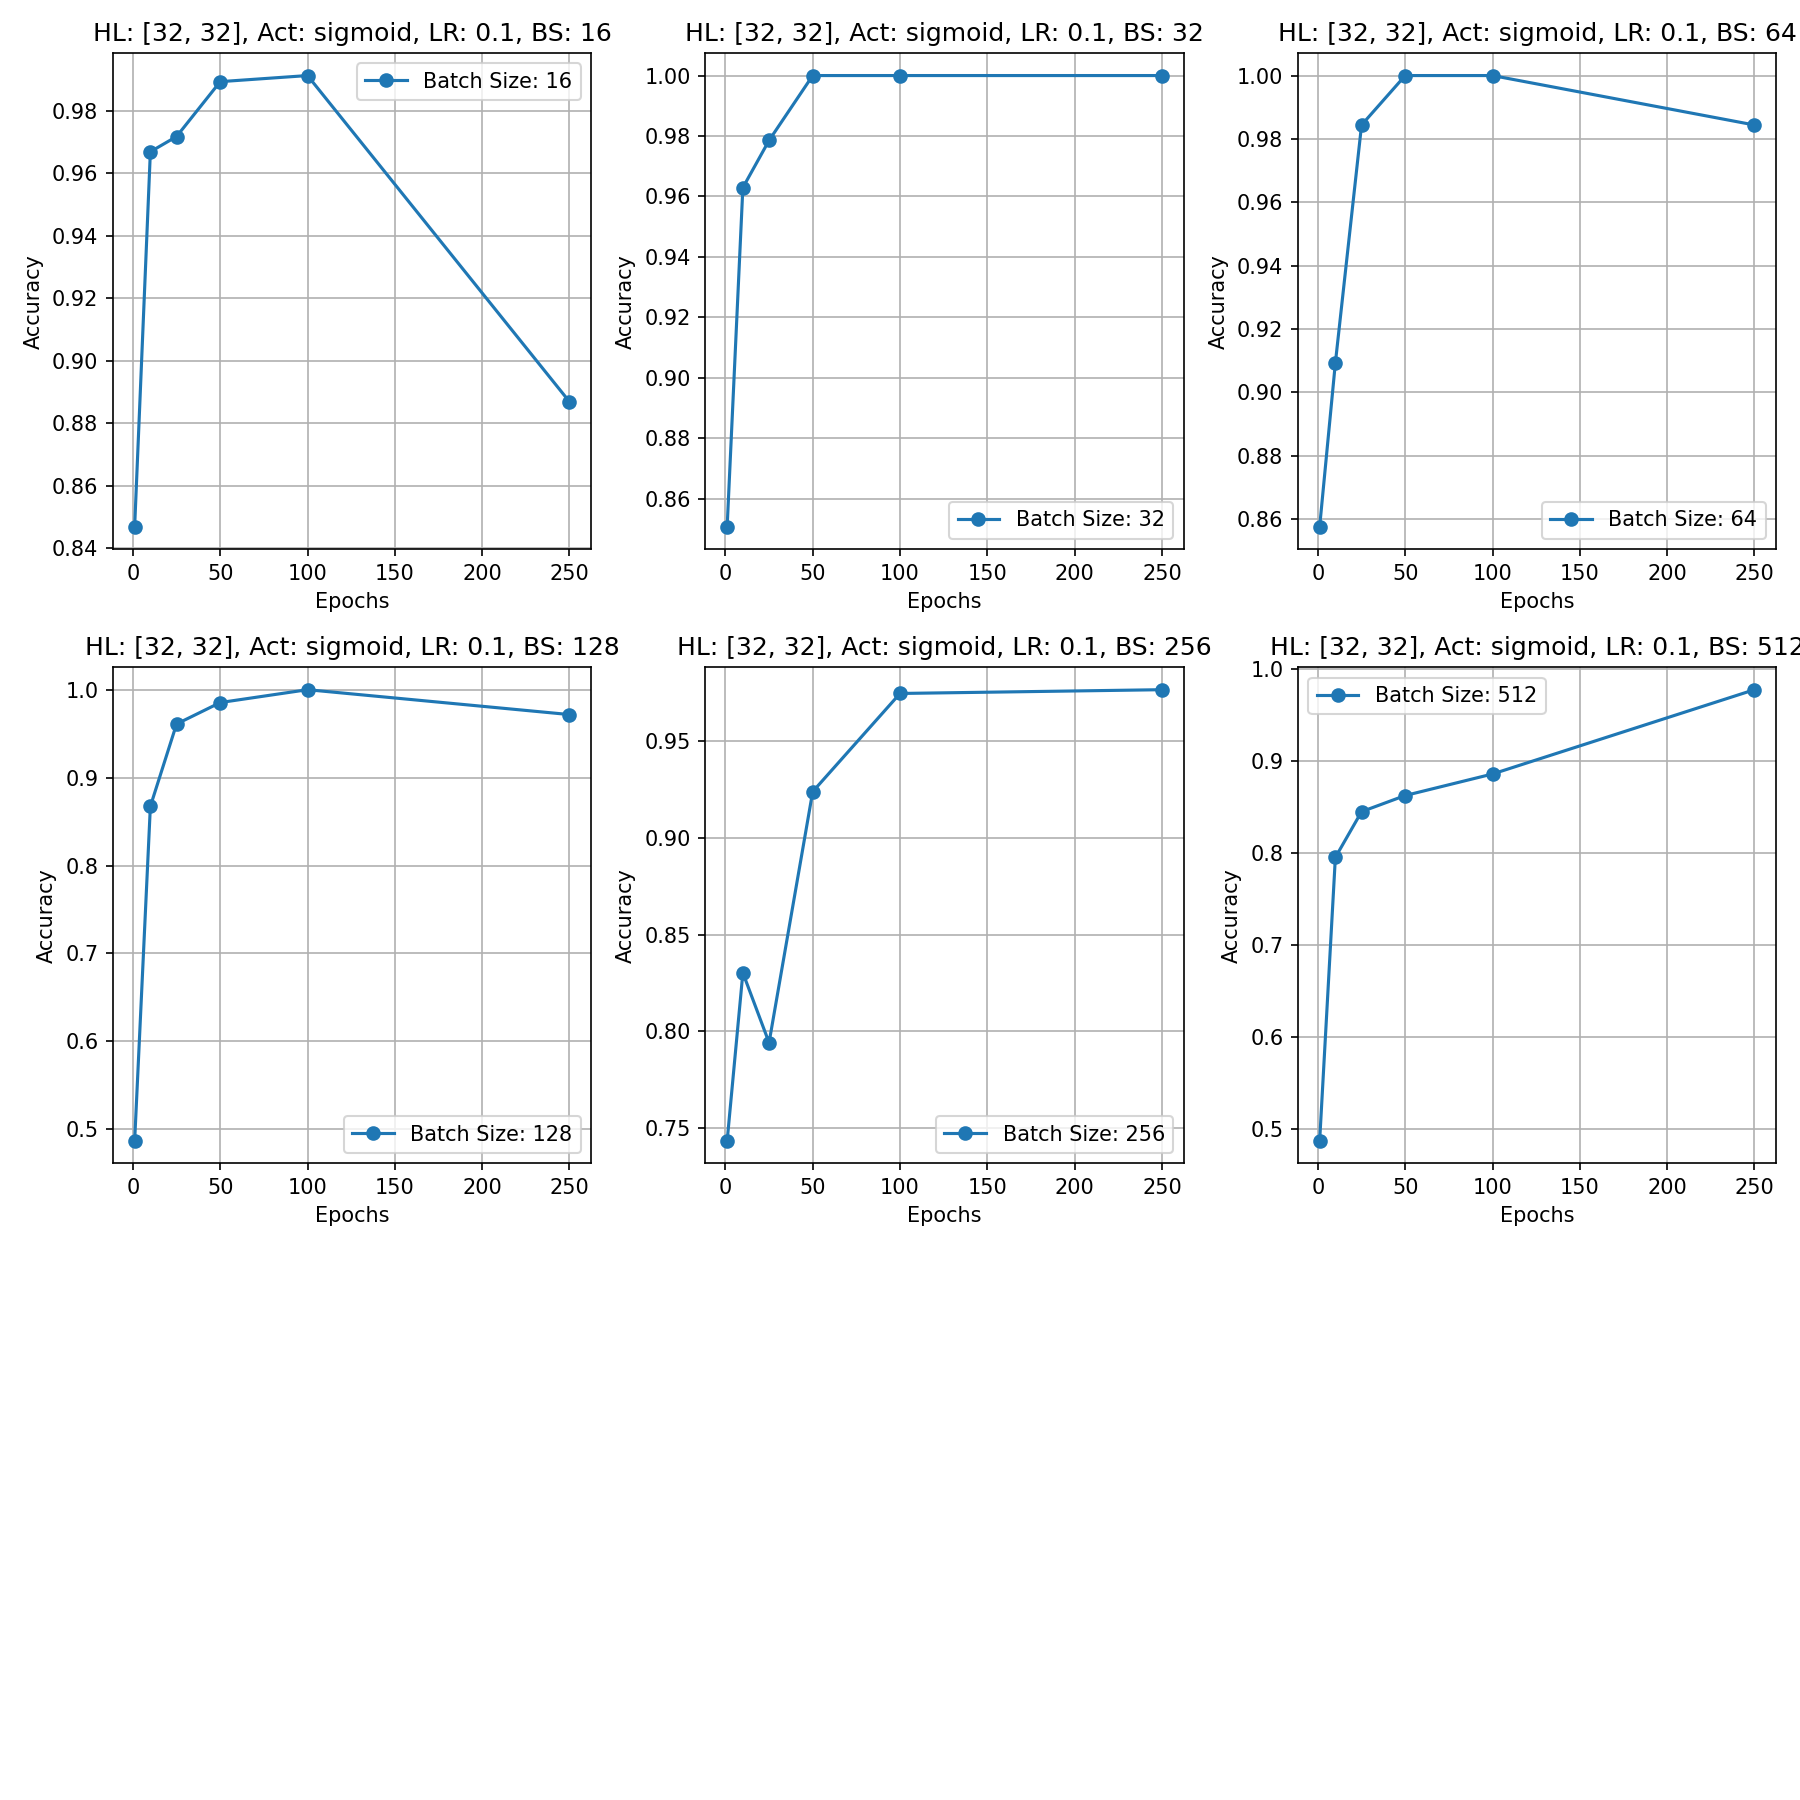 HL: [32, 32], Act: sigmoid, LR: 0.1, BS: 16
Batch Size: 16
Accuracy
0.98
0.96
0.94
0.92
0.90
0.88
0.86
0.84
0 50 100 150 200 250
Epochs
HL: [32, 32], Act: sigmoid, LR: 0.1, BS: 32
Accuracy
1.00
0.98
0.96
0.94
0.92
0.90
0.88
0.86
Batch Size: 32
0 50 100 150 200 250
Epochs
HL: [32, 32], Act: sigmoid, LR: 0.1, BS: 64
Accuracy
1.00
0.98
0.96
0.94
0.92
0.90
0.88
0.86
Batch Size: 64
0 50 100 150 200 250
Epochs
HL: [32, 32], Act: sigmoid, LR: 0.1, BS: 128
Accuracy
1.0
0.9
0.8
0.7
0.6
0.5
Batch Size: 128
0 50 100 150 200 250
Epochs
HL: [32, 32], Act: sigmoid, LR: 0.1, BS: 256
Accuracy
0.95
0.90
0.85
0.80
0.75
Batch Size: 256
0 50 100 150 200 250
Epochs
HL: [32, 32], Act: sigmoid, LR: 0.1, BS: 512
Batch Size: 512
Accuracy
1.0
0.9
0.8
0.7
0.6
0.5
0 50 100 150 200 250
Epochs